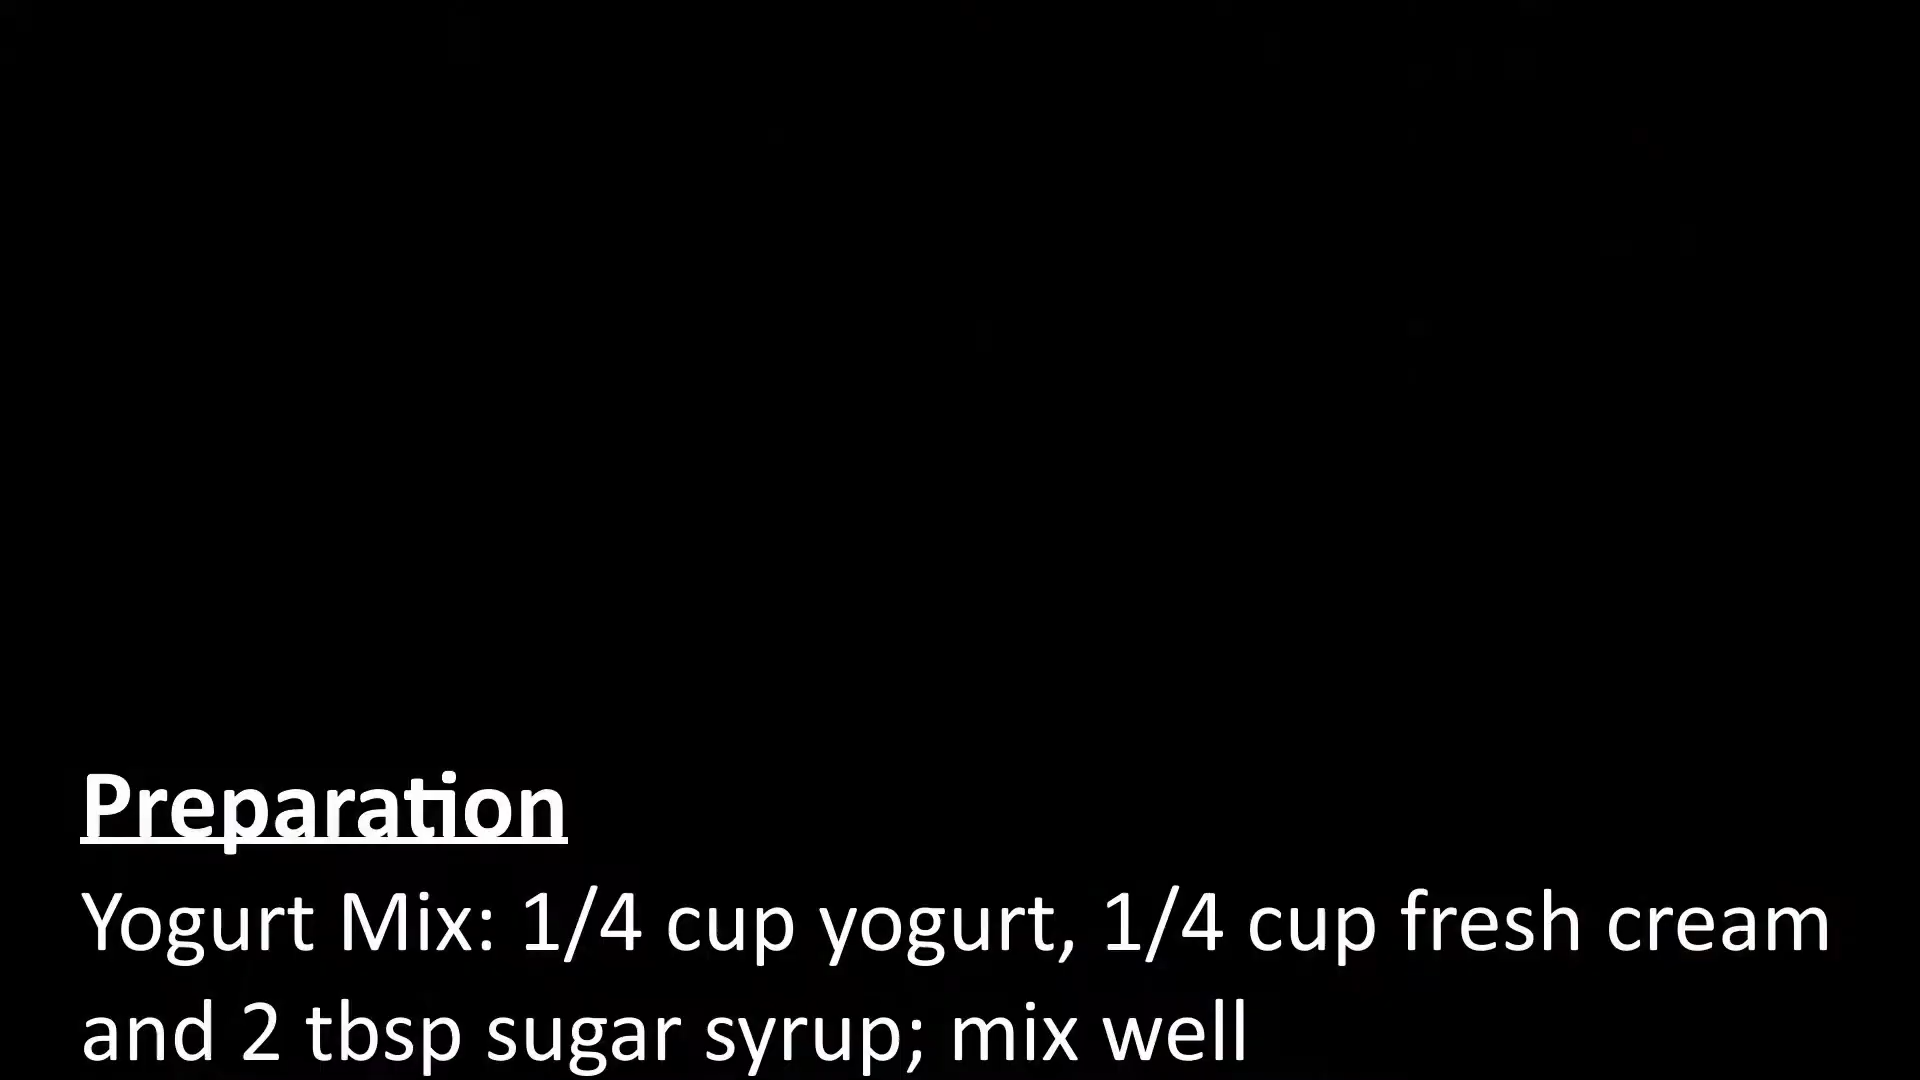 Preparation
Yogurt Mix: 1/4 cup yogurt, 1/4 cup fresh cream
and 2 tbsp sugar syrup; mix well